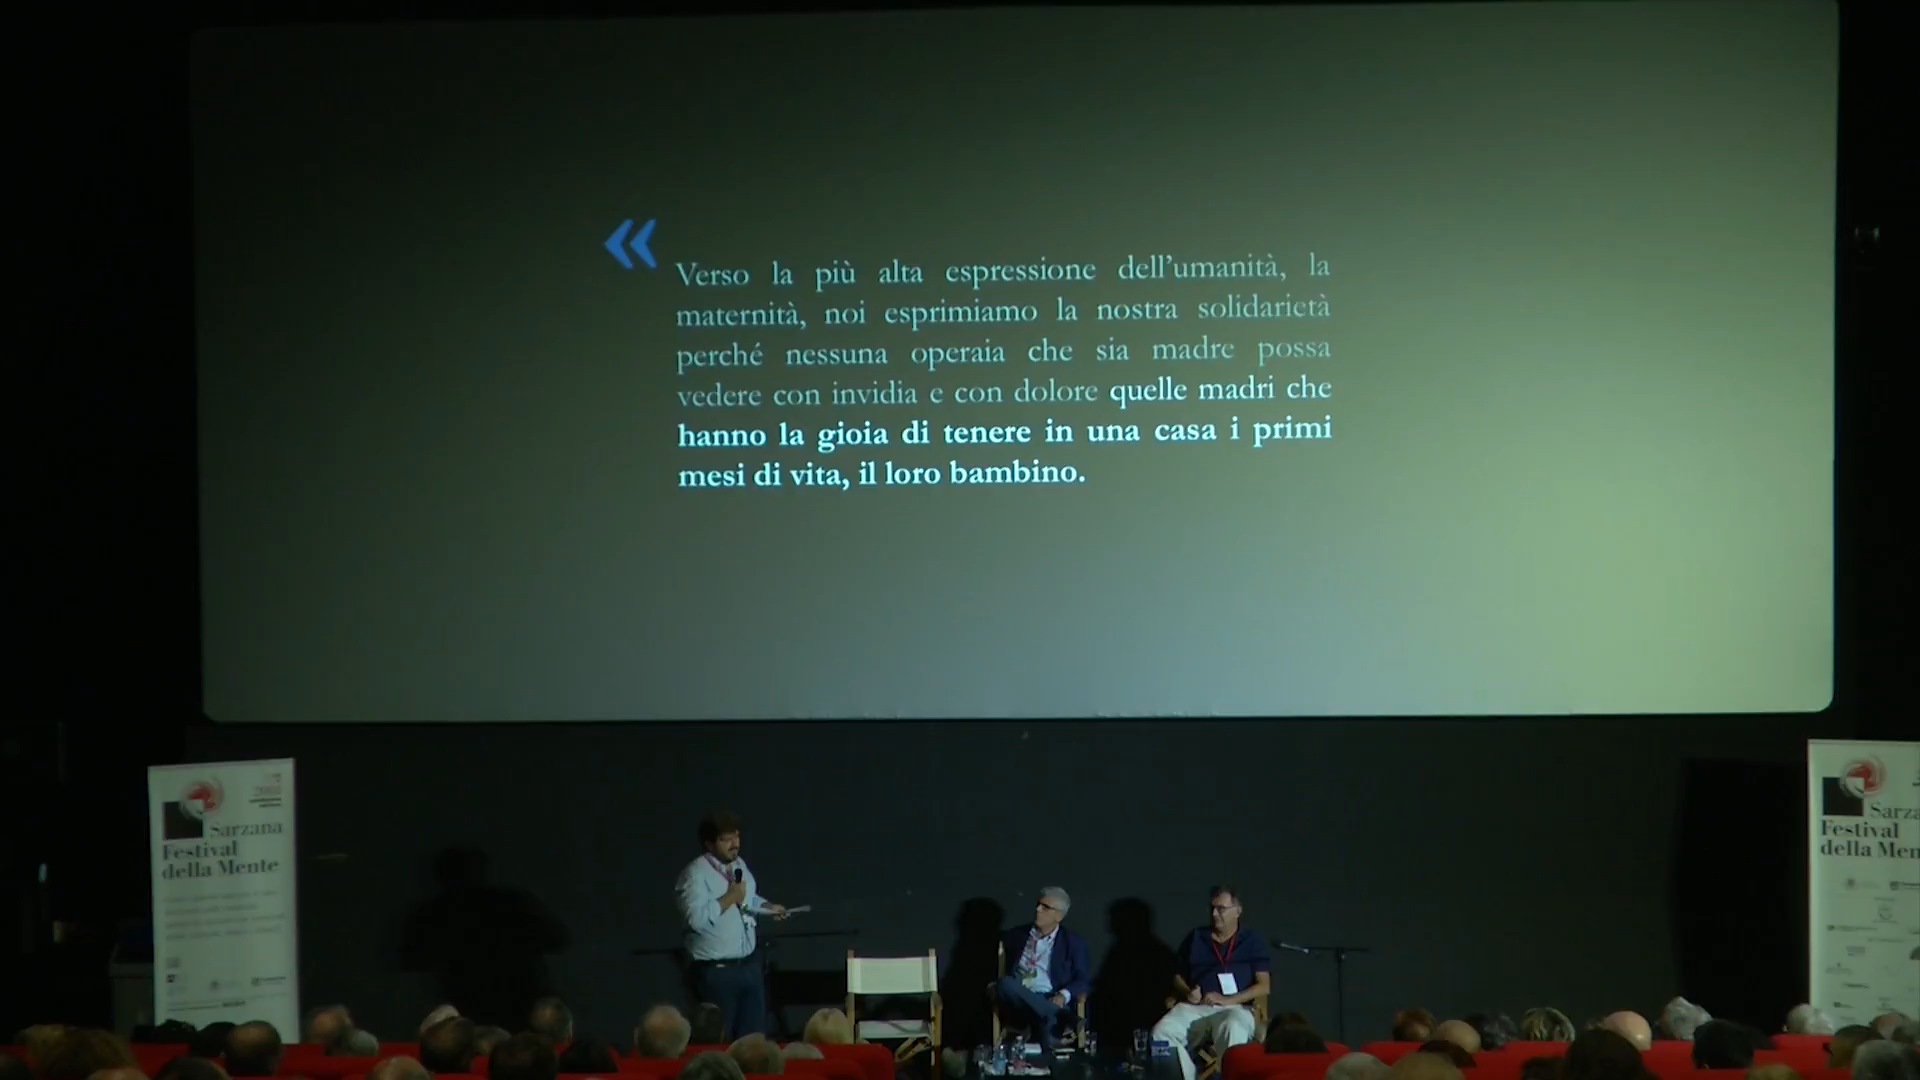 «
Verso la più alta espressione dell’umanità, la
maternità, noi esprimiamo la nostra solidarietà
perché nessuna operaia che sia madre possa
vedere con invidia e con dolore quelle madri che
hanno la gioia di tenere in una casa i primi
mesi di vita, il loro bambino.
Sarzana
Festival
della Mente
Sarza
Festival
della Men